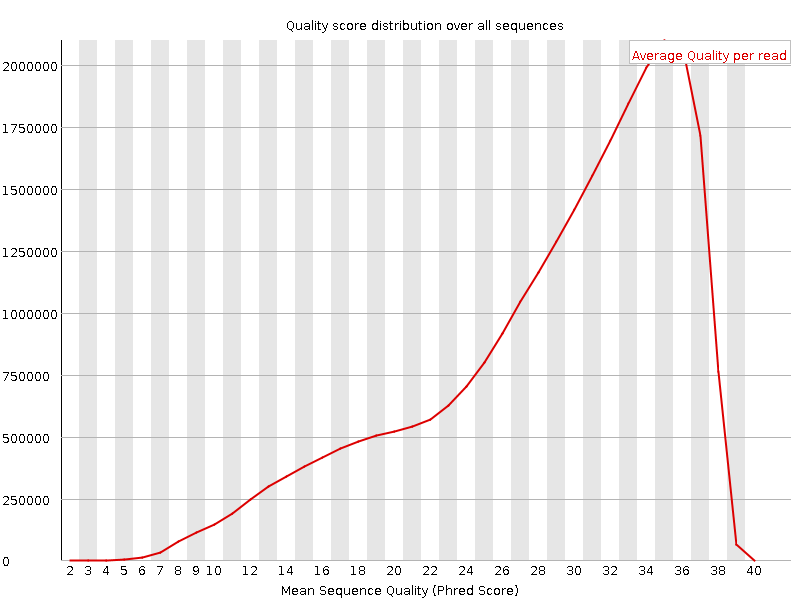 Quality score distribution over all sequences
Average Quality per read
2000000
1750000
1500000
1250000
1000000
750000
500000
250000
0
2 3 4 5 6 7 8 9 10 12 14 16 18 20 22 24 26 28 30 32 34 36 38 40
Mean Sequence Quality (Phred Score)